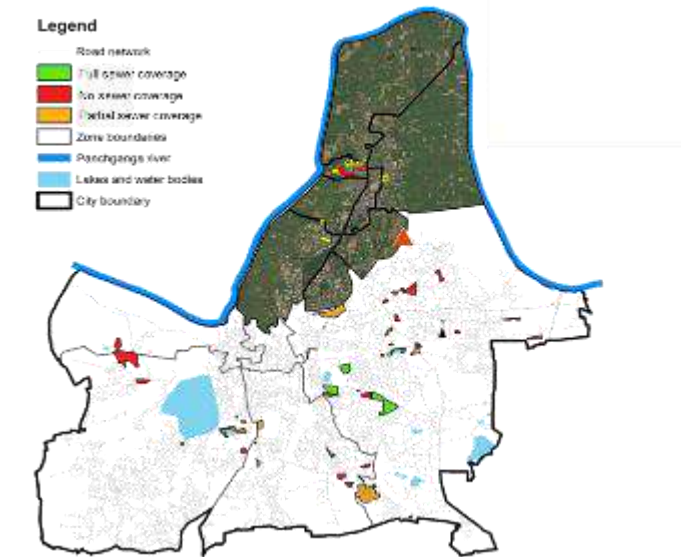 Legend
Road network
Full sewer coverage
No sewer coverage
Partial sewer coverage
Zone boundaries
Panchganga river
Lakes and water bodies
City boundary